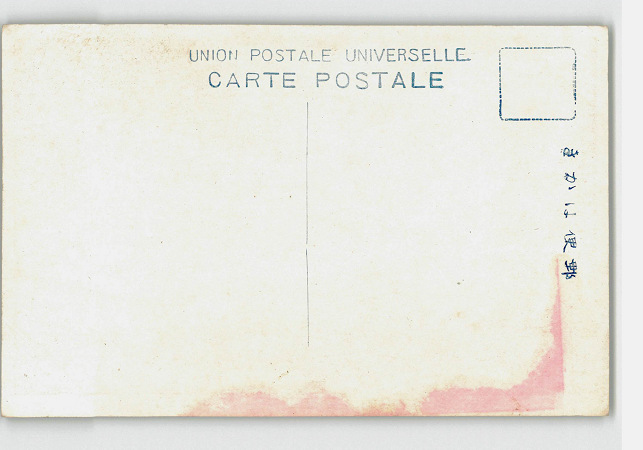 UNION POSTALE UNIVERSELLE.
CARTE POSTALE
郵便はがき